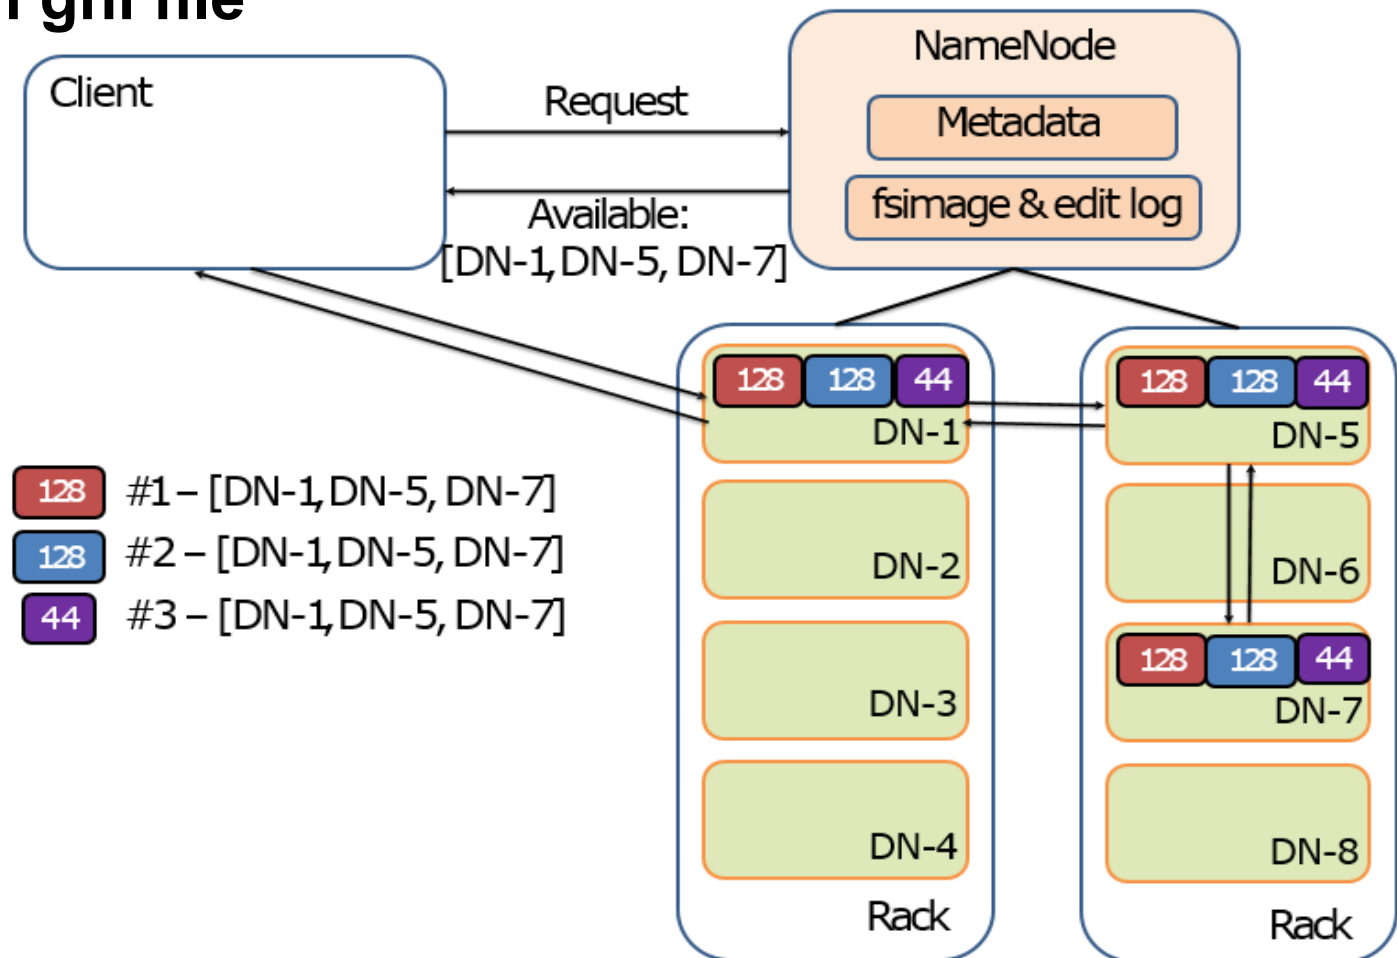 ghi file
Client
Request
Available:
[DN-1, DN-5, DN-7]
NameNode
Metadata
fsimage & edit log
128 128 44
DN-1
DN-2
DN-3
DN-4
Rack
128 128 44
DN-5
DN-6
128 128 44
DN-7
DN-8
Rack
128 #1 – [DN-1, DN-5, DN-7]
128 #2 – [DN-1, DN-5, DN-7]
44 #3 – [DN-1, DN-5, DN-7]